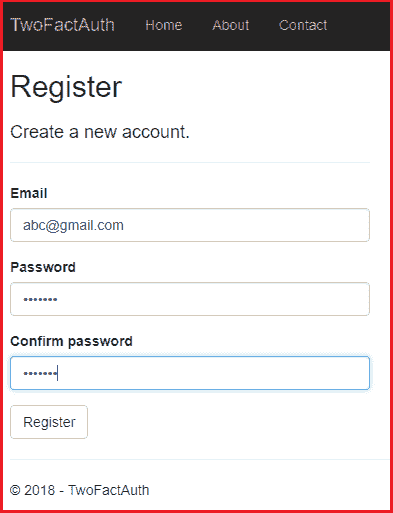 TwoFactAuth Home About Contact
Register
Create a new account.
Email
abc@gmail.com
Password
•••••••
Confirm password
•••••••
Register
© 2018 - TwoFactAuth